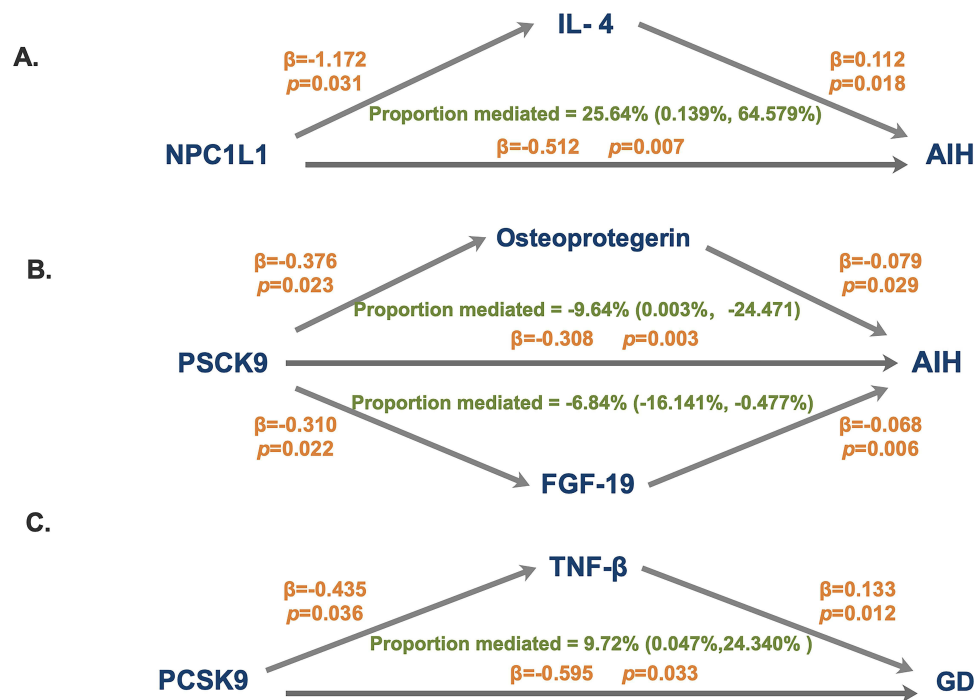 A.
IL- 4
β=-1.172
p=0.031
β=0.112
p=0.018
Proportion mediated = 25.64% (0.139%, 64.579%)
NPC1L1
β=-0.512 p=0.007
AIH
B.
Osteoprotegerin
β=-0.376
p=0.023
β=-0.079
p=0.029
Proportion mediated = -9.64% (0.003%, -24.471)
β=-0.308 p=0.003
PSCK9
AIH
Proportion mediated = -6.84% (-16.141%, -0.477%)
β=-0.310
p=0.022
β=-0.068
p=0.006
FGF-19
C.
TNF-β
β=-0.435
p=0.036
β=0.133
p=0.012
Proportion mediated = 9.72% (0.047%,24.340% )
β=-0.595 p=0.033
PCSK9
GD